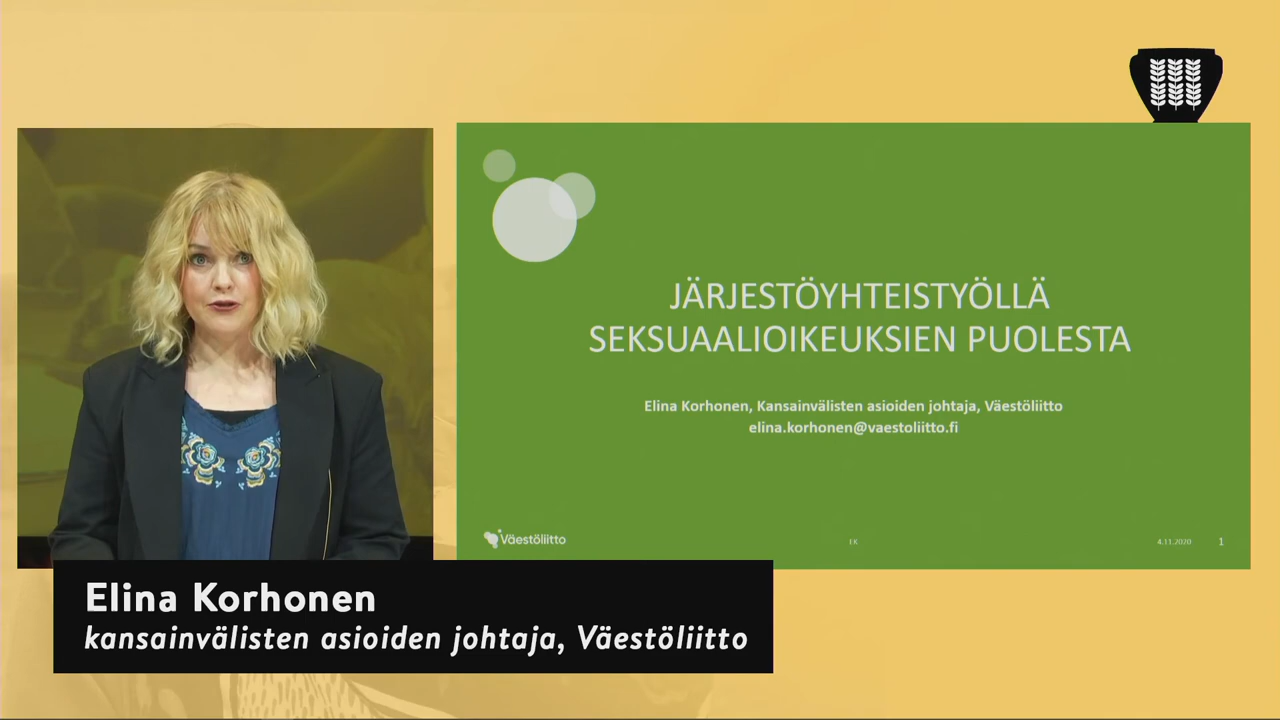 JÄRJESTÖYHTEISTYÖLLÄ
SEKSUAALIOIKEUKSIEN PUOLESTA
Elina Korhonen, Kansainvälisten asioiden johtaja, Väestöliitto
elina.korhonen@vaestoliitto.fi
Väestöliitto
EK
4.11.2020
1
Elina Korhonen
kansainvälisten asioiden johtaja, Väestöliitto